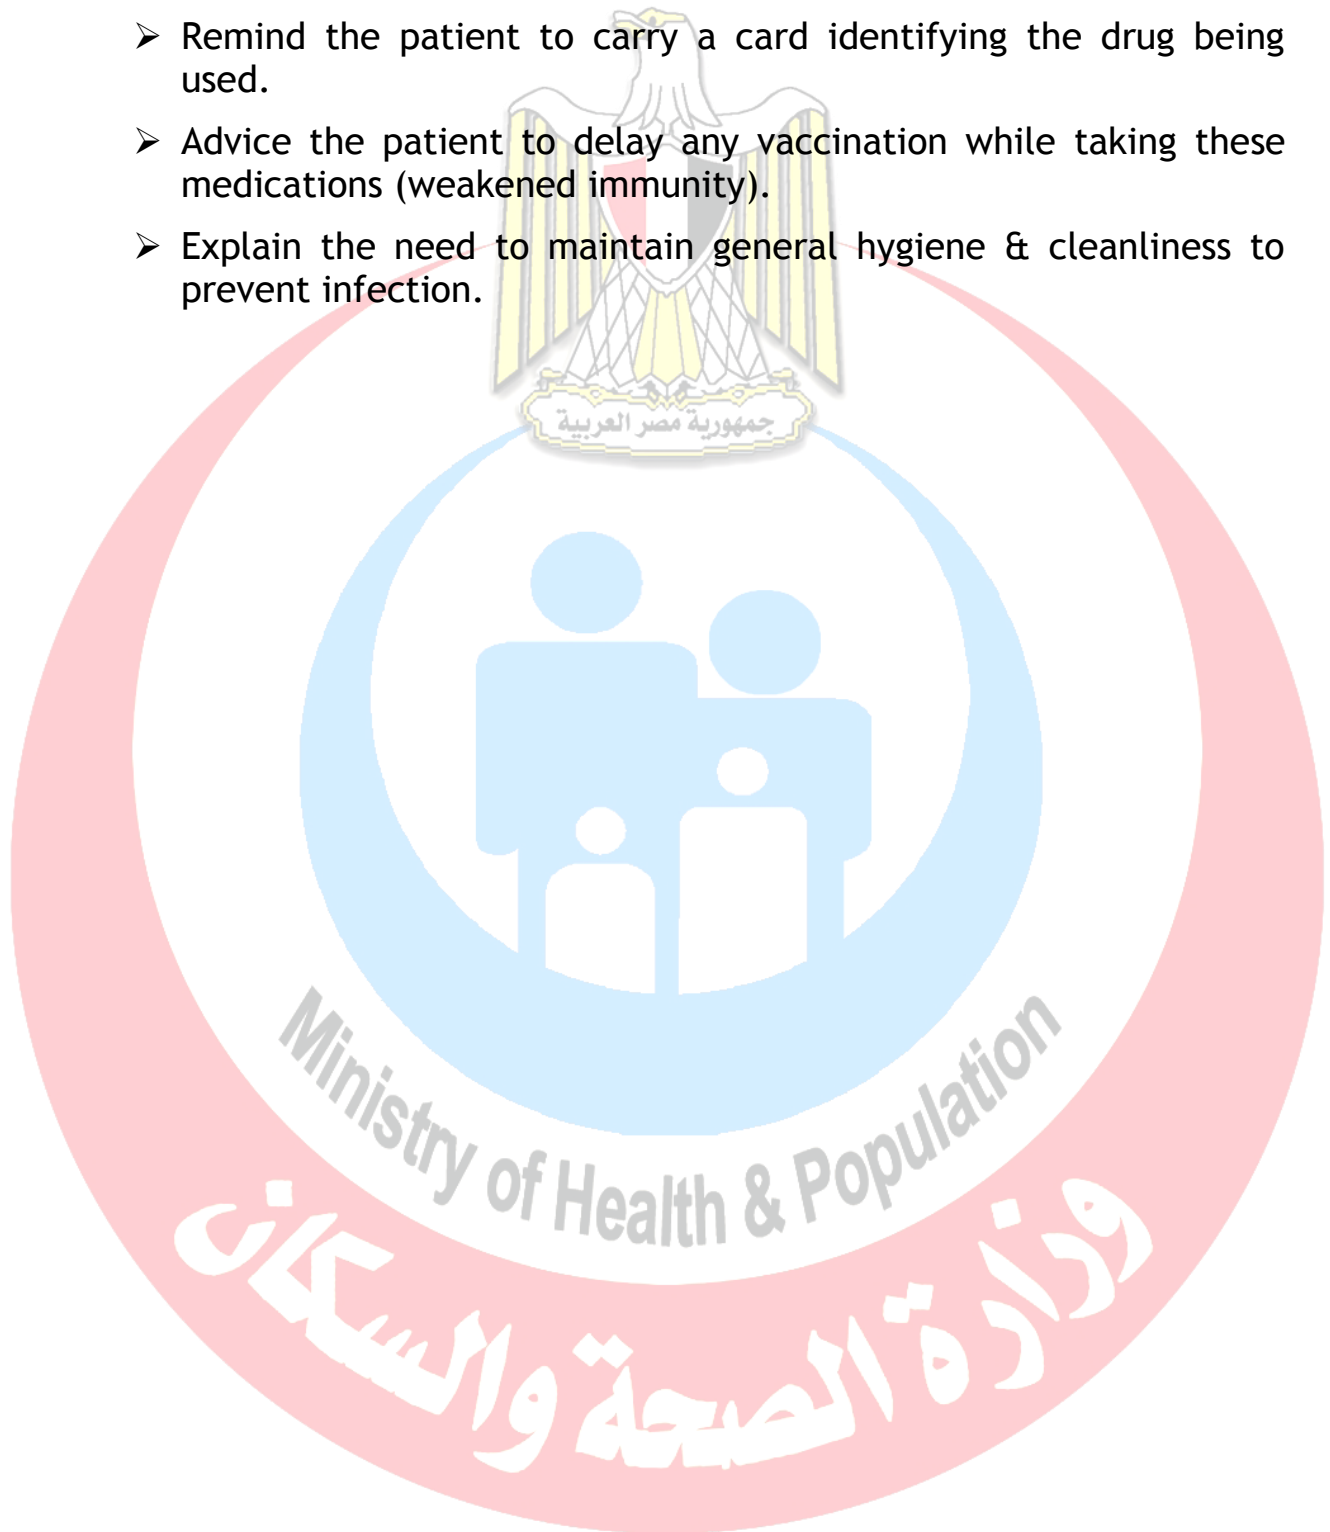 ➢ Remind the patient to carry a card identifying the drug being
used.
➢ Advice the patient to delay any vaccination while taking these
medications (weakened immunity).
➢ Explain the need to maintain general hygiene & cleanliness to
prevent infection.
جمهورية مصر العربية
Ministry of Health & Population
وزارة الصحة والسكان